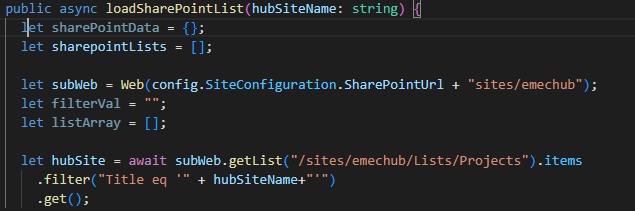 public async loadSharePointList(hubSiteName: string) {
let sharePointData = {};
let sharepointLists = [];
let subWeb = Web(config.SiteConfiguration.SharePointUrl + "sites/emechub");
let filterVal = "";
let listArray = [];
let hubSite = await subWeb.getList("/sites/emechub/Lists/Projects").items
.filter("Title eq '" + hubSiteName+"'")
.get();